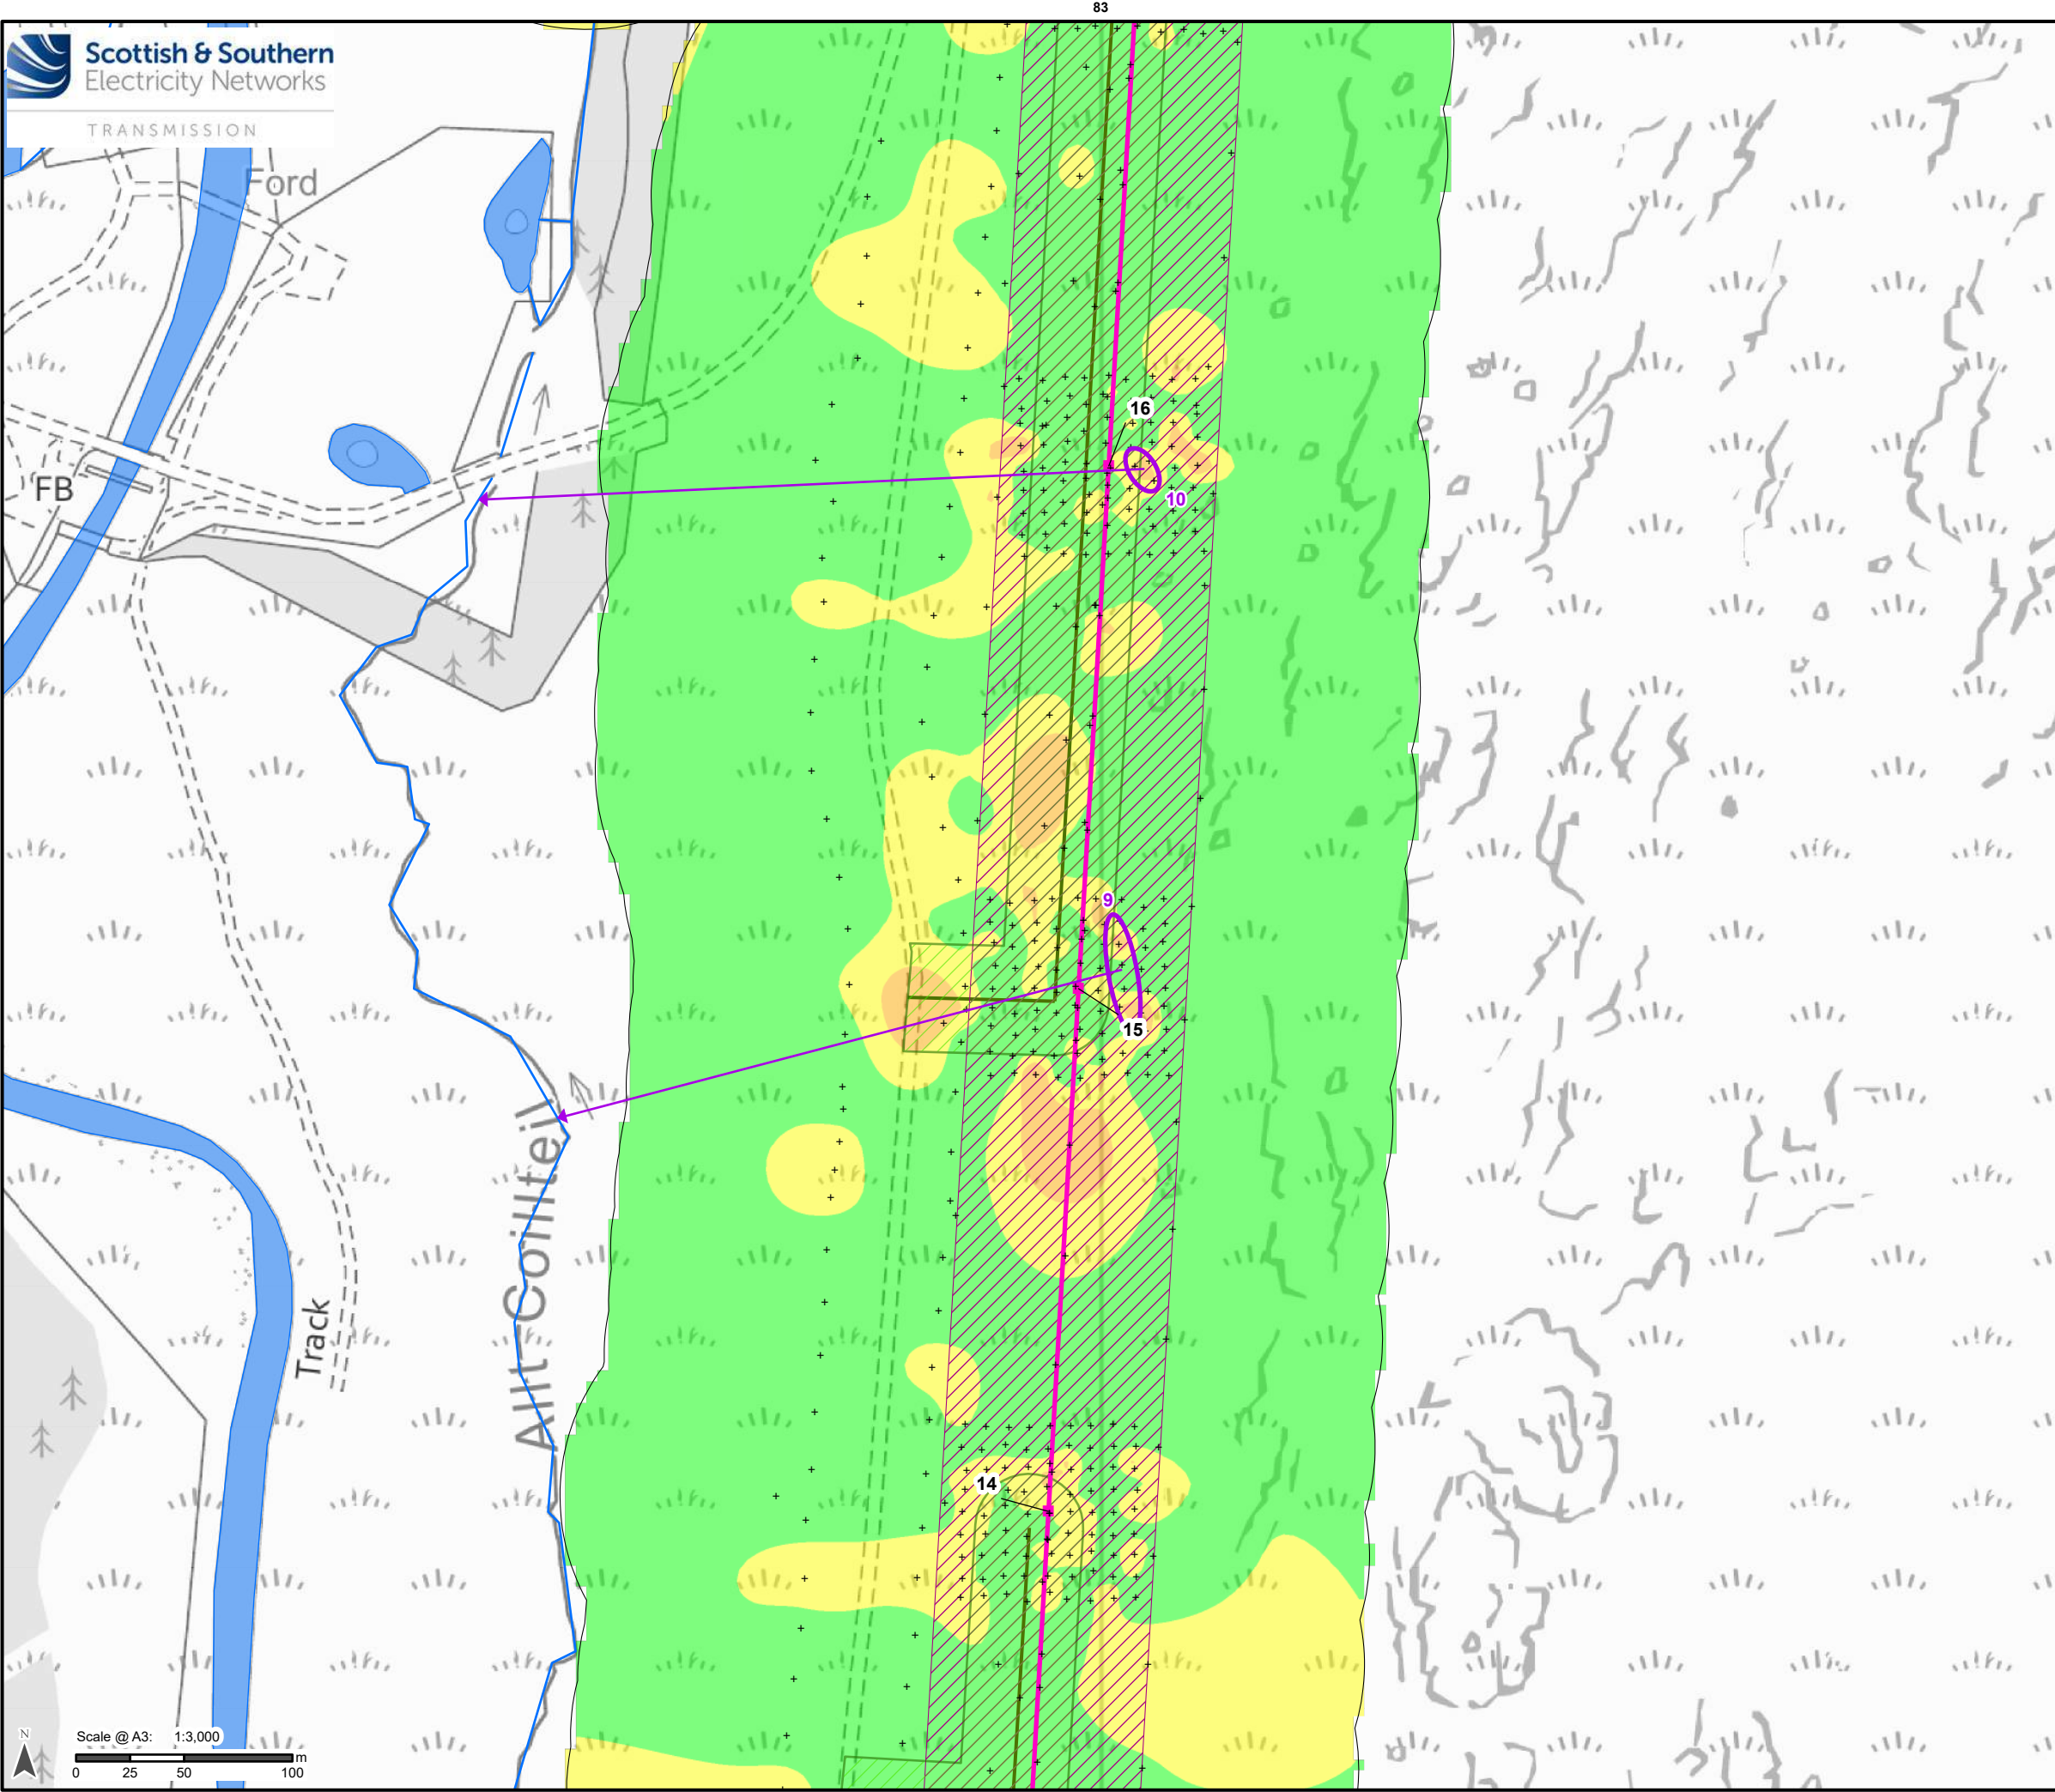 83
Scottish & Southern
Electricity Networks
TRANSMISSION
Ford
FB
16
10
9
15
Allt Coillteil
Track
14
N
Scale @ A3: 1:3,000
m
0 25 50 100